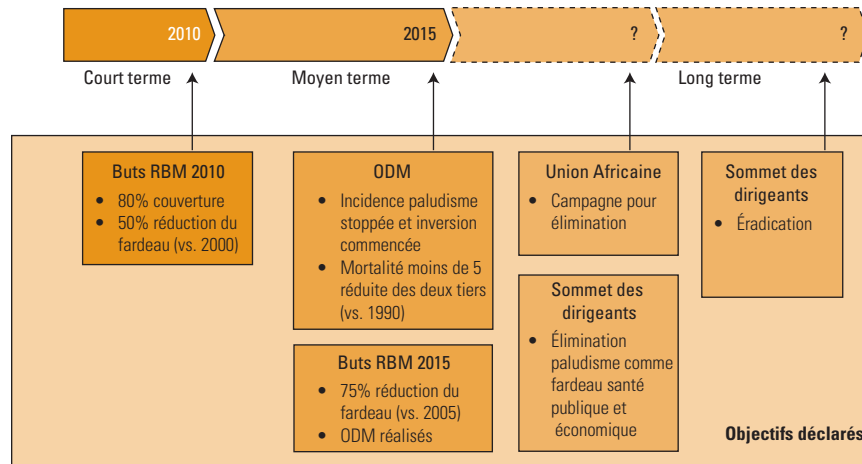 2010
2015
?
?
Court terme
Moyen terme
Long terme
Buts RBM 2010
• 80% couverture
• 50% réduction du
fardeau (vs. 2000)
ODM
• Incidence paludisme
stoppée et inversion
commencée
• Mortalité moins de 5
réduite des deux tiers
(vs. 1990)
Buts RBM 2015
• 75% réduction du
fardeau (vs. 2005)
• ODM réalisés
Union Africaine
• Campagne pour
élimination
Sommet des
dirigeants
• Élimination
paludisme comme
fardeau santé
publique et
économique
Sommet des
dirigeants
• Éradication
Objectifs déclarés